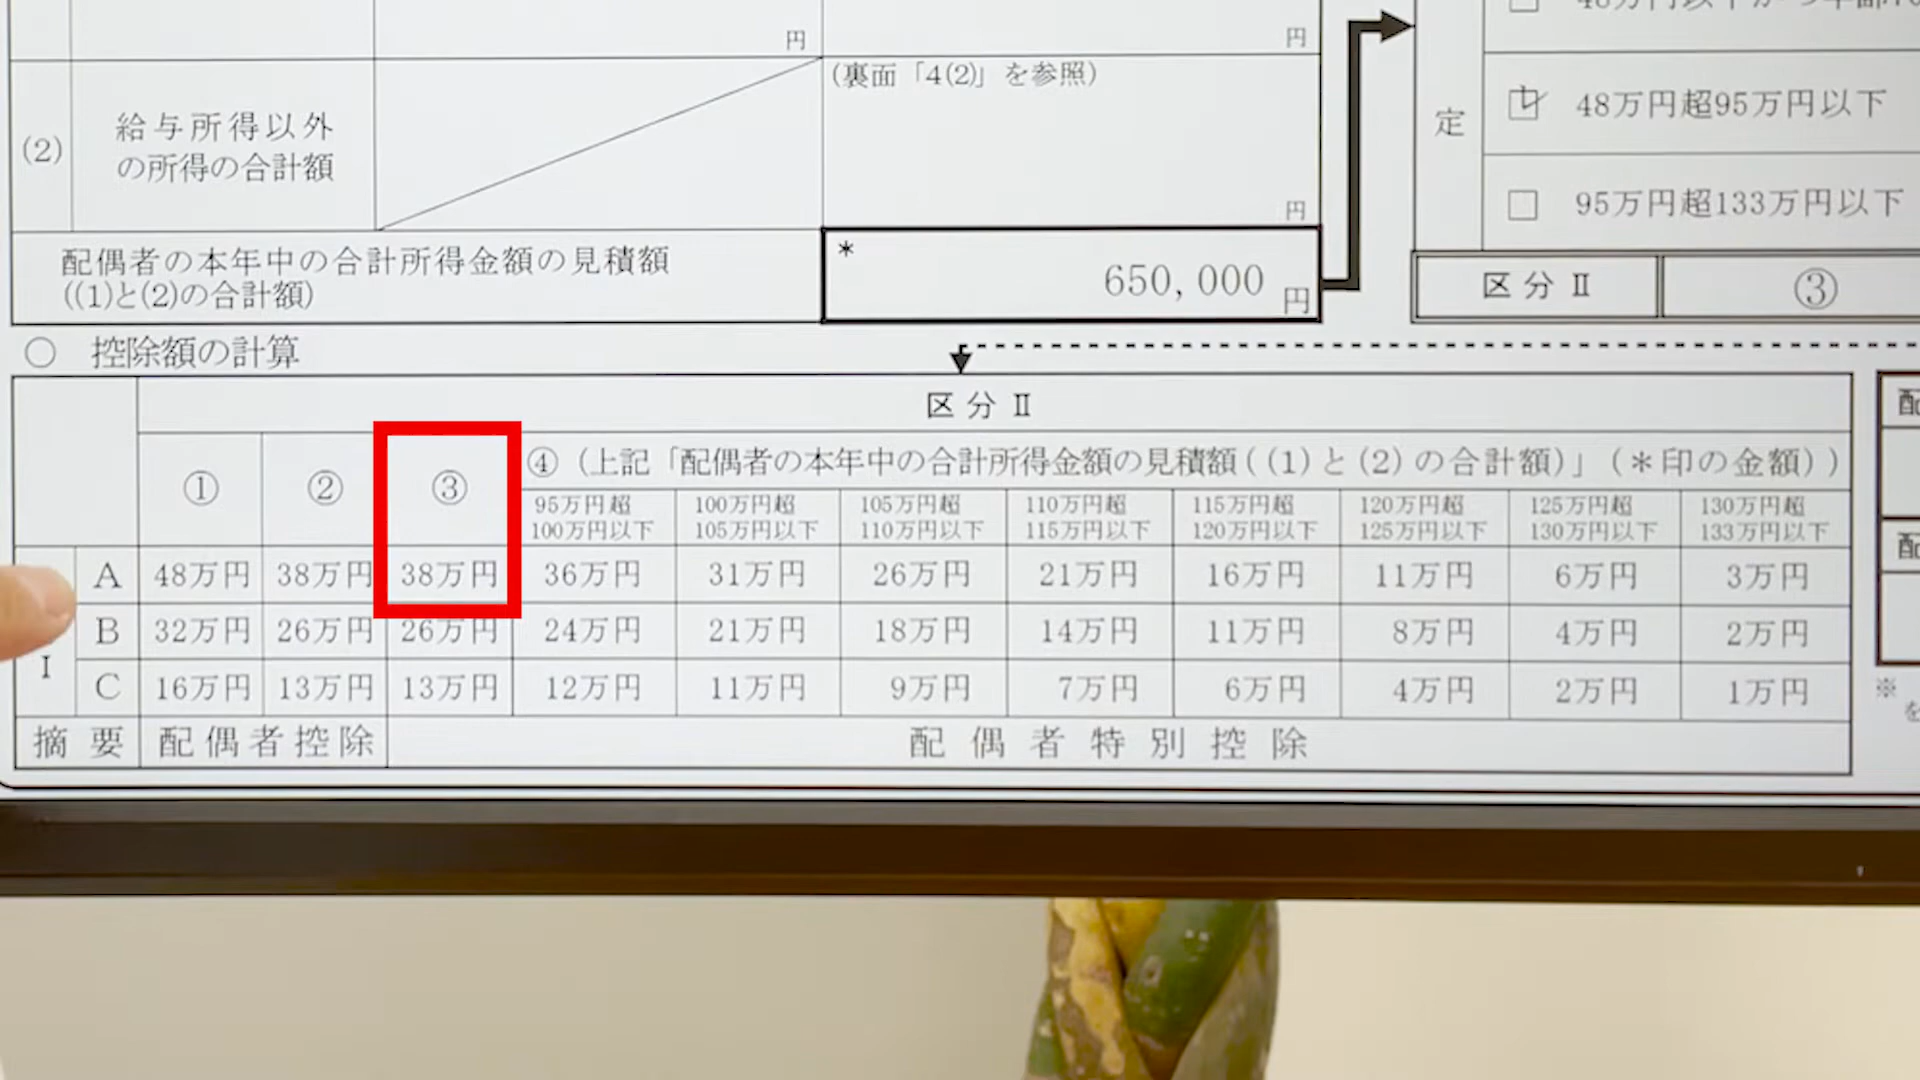 円
円
(2)
給与所得以外
の所得の合計額
(裏面「4(2)」を参照)
円
定
48万円超95万円以下
95万円超133万円以下
配偶者の本年中の合計所得金額の見積額
((1)と(2)の合計額)
*
650,000
円
区分Ⅱ
③
○ 控除額の計算
区分Ⅱ
①
②
③
④(上記「配偶者の本年中の合計所得金額の見積額((1)と(2)の合計額)」(*印の金額))
95万円超
100万円以下
100万円超
105万円以下
105万円超
110万円以下
110万円超
115万円以下
115万円超
120万円以下
120万円超
125万円以下
125万円超
130万円以下
130万円超
133万円以下
A 48万円 38万円 38万円 36万円 31万円 26万円 21万円 16万円 11万円 6万円 3万円
B 32万円 26万円 26万円 24万円 21万円 18万円 14万円 11万円 8万円 4万円 2万円
I
C 16万円 13万円 13万円 12万円 11万円 9万円 7万円 6万円 4万円 2万円 1万円
摘要 配偶者控除 配偶者特別控除
配
配
※
を